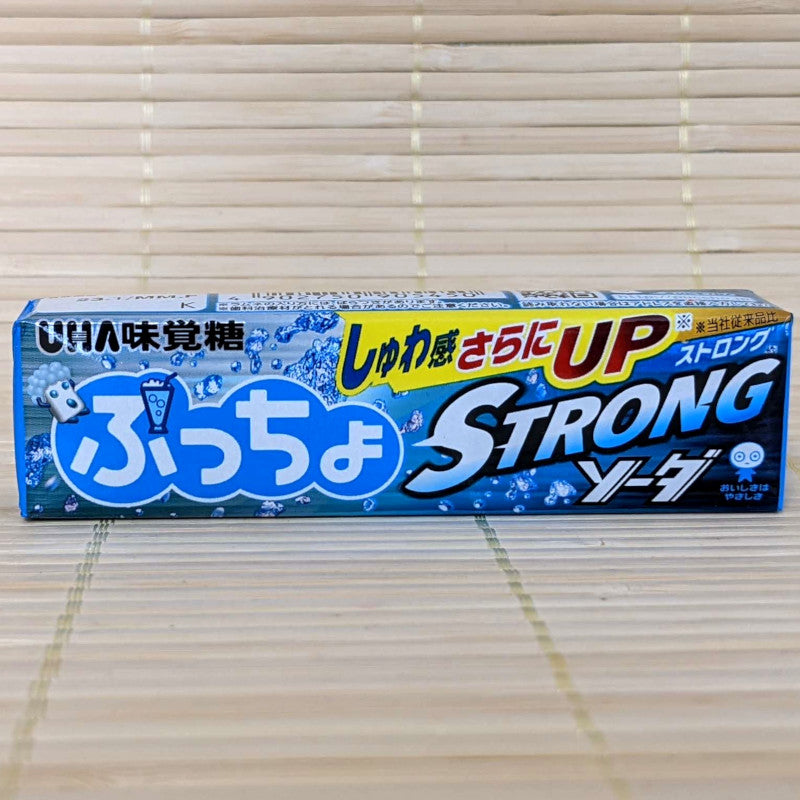 K
UHA味覚糖
しゅわ感さらにUP
※
※当社従来品比
ストロング
ぷっちょ
STRONG
ソーダ
おいしさは
やさしさ